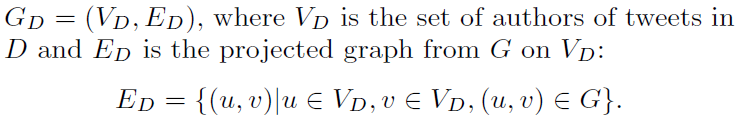 G_D = (V_D, E_D), where V_D is the set of authors of tweets in
D and E_D is the projected graph from G on V_D:
E_D = {(u, v)|u ∈ V_D, v ∈ V_D, (u, v) ∈ G}.